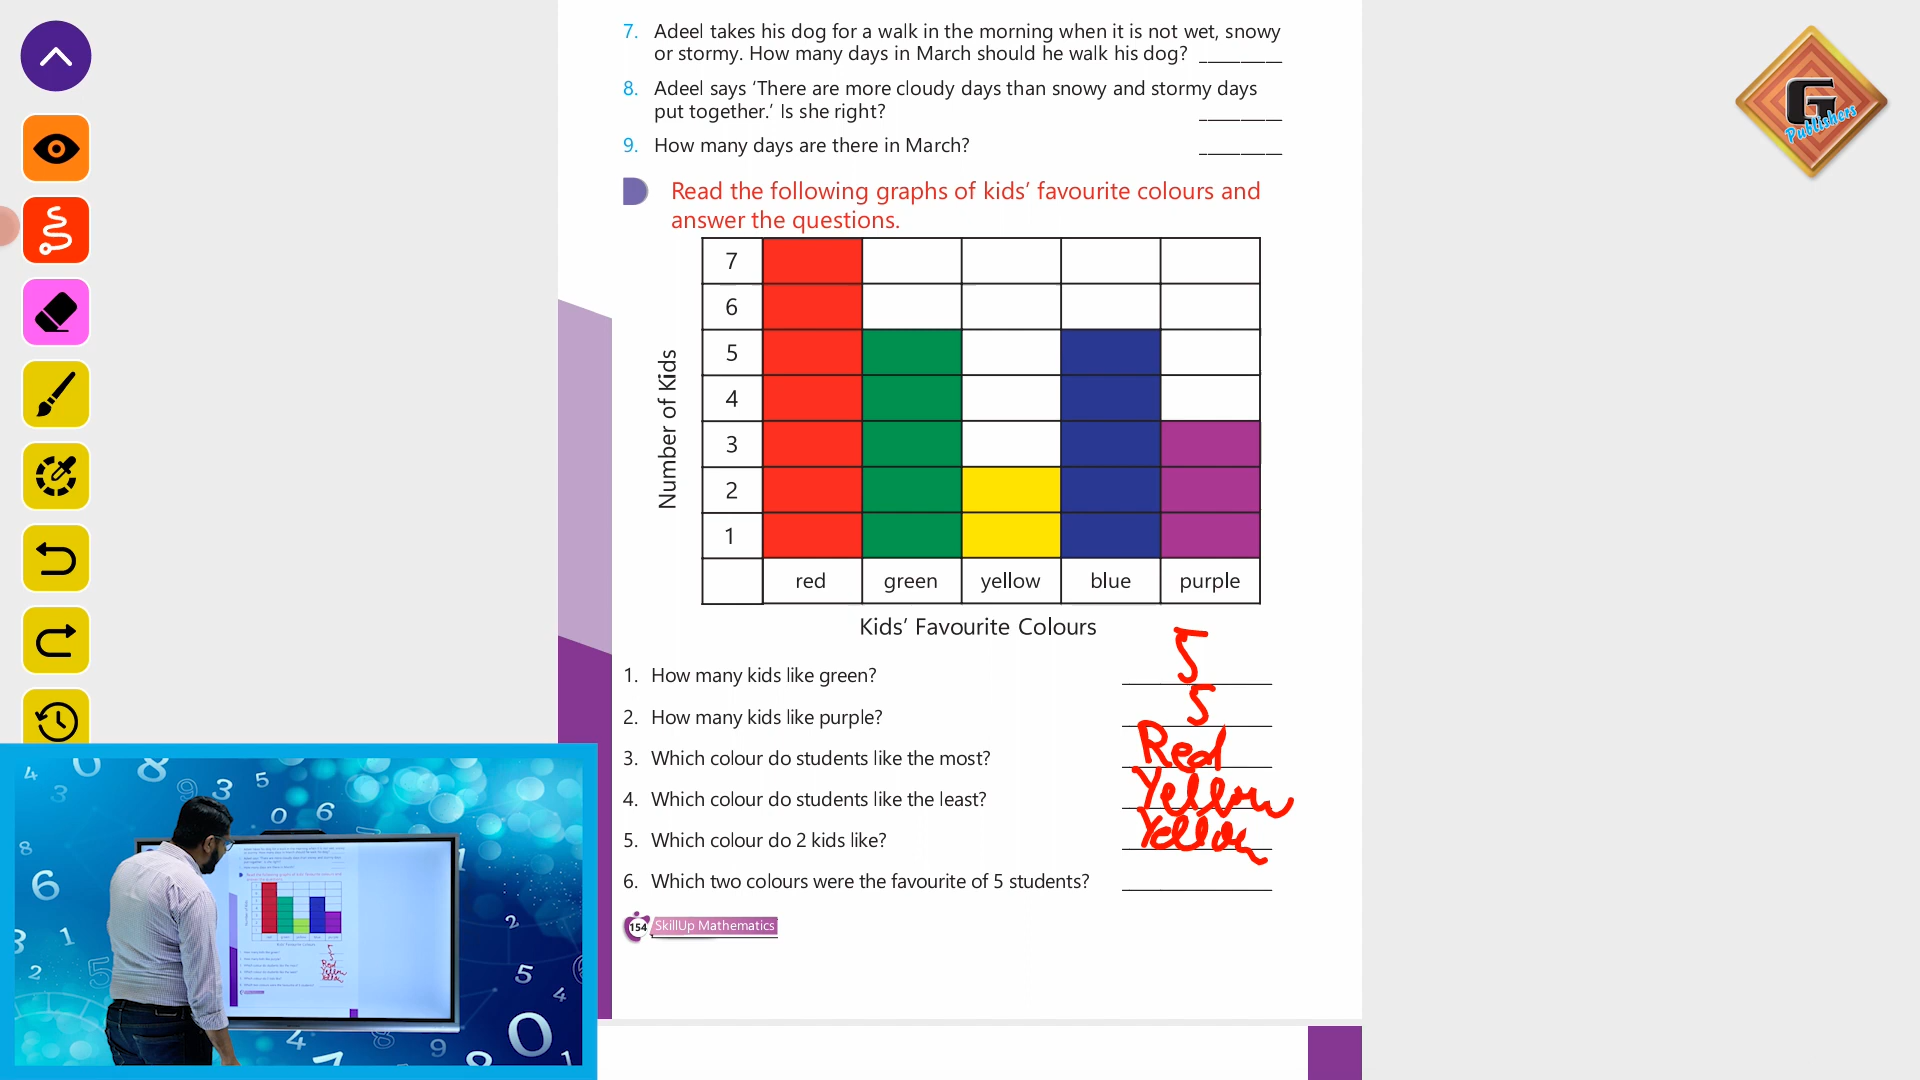 7. Adeel takes his dog for a walk in the morning when it is not wet, snowy
or stormy. How many days in March should he walk his dog? ________
8. Adeel says ‘There are more cloudy days than snowy and stormy days
put together.’ Is she right? ________
9. How many days are there in March? ________
G
Publishers
Read the following graphs of kids’ favourite colours and
answer the questions.
Number of Kids
7
6
5
4
3
2
1
red green yellow blue purple
Kids’ Favourite Colours
1. How many kids like green? 5
2. How many kids like purple? 5
3. Which colour do students like the most? Red
4. Which colour do students like the least? Yellow
5. Which colour do 2 kids like? Yellow
6. Which two colours were the favourite of 5 students? ________
154 SkillUp Mathematics